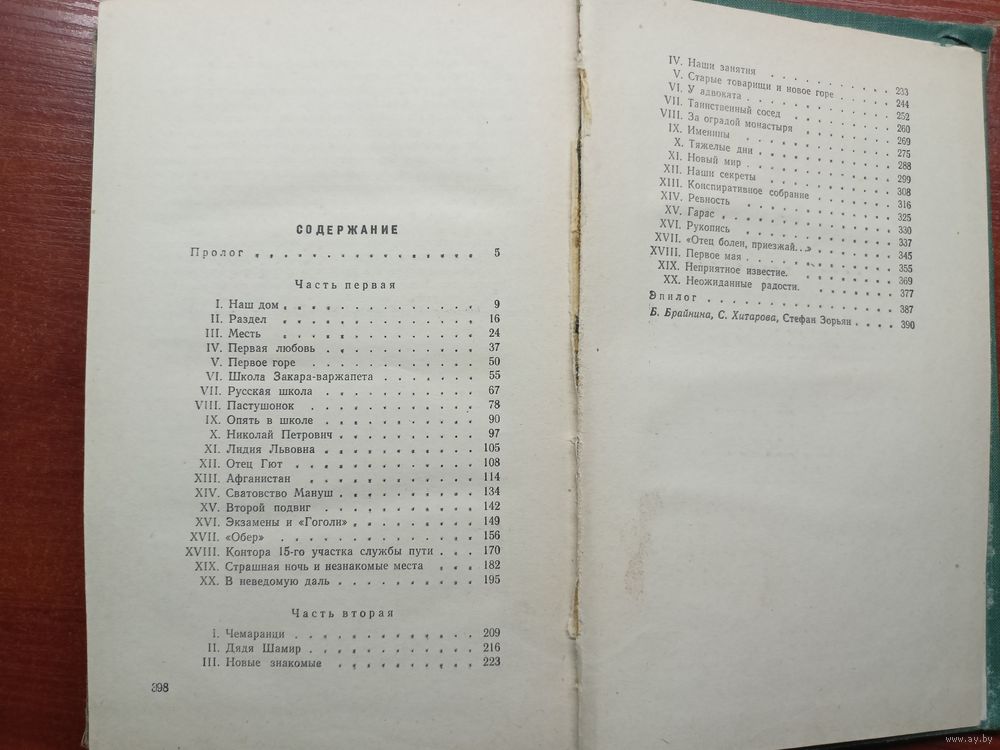 СОДЕРЖАНИЕ
Пролог . . . . . . . . . . . . . . . 5
Часть первая
I. Наш дом . . . . . . . . . . . . . 9
II. Раздел . . . . . . . . . . . . . 16
III. Месть . . . . . . . . . . . . . 24
IV. Первая любовь . . . . . . . . . . 37
V. Первое горе . . . . . . . . . . . 50
VI. Школа Закара-варжапета . . . . . . . 55
VII. Русская школа . . . . . . . . . . 67
VIII. Пастушонок . . . . . . . . . . . 78
IX. Опять в школе . . . . . . . . . . 90
X. Николай Петрович . . . . . . . . . . 97
XI. Лидия Львовна . . . . . . . . . . 105
XII. Отец Гют . . . . . . . . . . . . 108
XIII. Афганистан . . . . . . . . . . . 114
XIV. Сватовство Мануш . . . . . . . . . 134
XV. Второй подвиг . . . . . . . . . . 142
XVI. Экзамены и «Гоголи» . . . . . . . . 149
XVII. «Обер» . . . . . . . . . . . . 156
XVIII. Контора 15-го участка службы пути . . . 170
XIX. Страшная ночь и незнакомые места . . . 182
XX. В неведомую даль . . . . . . . . . 195
Часть вторая
I. Чемаранци . . . . . . . . . . . . 209
II. Дядя Шамир . . . . . . . . . . . 216
III. Новые знакомые . . . . . . . . . . 223
398
IV. Наши занятия . . . . . . . . . . 233
V. Старые товарищи и новое горе . . . . . 244
VI. У адвоката . . . . . . . . . . . 252
VII. Таинственный сосед . . . . . . . . 260
VIII. За оградой монастыря . . . . . . . 269
IX. Именины . . . . . . . . . . . . 275
X. Тяжелые дни . . . . . . . . . . . 288
XI. Новый мир . . . . . . . . . . . 299
XII. Наши секреты . . . . . . . . . . 308
XIII. Конспиративное собрание . . . . . . 316
XIV. Ревность . . . . . . . . . . . 325
XV. Гарас . . . . . . . . . . . . . 330
XVI. Рукопись . . . . . . . . . . . 337
XVII. «Отец болен, приезжай...» . . . . . . 345
XVIII. Первое мая . . . . . . . . . . 355
XIX. Неприятное известие. . . . . . . . 369
XX. Неожиданные радости. . . . . . . . 377
Эпилог . . . . . . . . . . . . . . 387
Б. Брайнина, С. Хитарова, Стефан Зорьян . . . . 390
www.ay.by